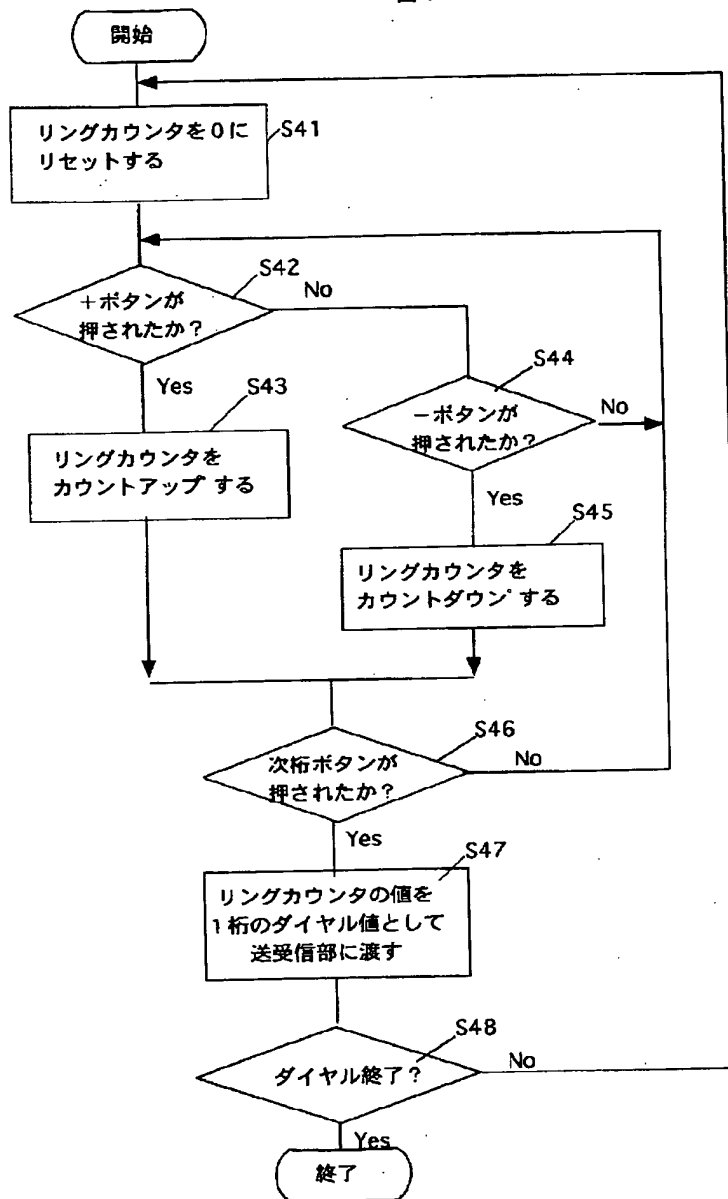 開始
リングカウンタを0に
リセットする
S41
S42
+ボタンが
押されたか?
No
Yes
S43
リングカウンタを
カウントアップする
S44
-ボタンが
押されたか?
No
Yes
S45
リングカウンタを
カウントダウンする
S46
次桁ボタンが
押されたか?
No
Yes
S47
リングカウンタの値を
1桁のダイヤル値として
送受信部に渡す
S48
ダイヤル終了?
No
Yes
終了